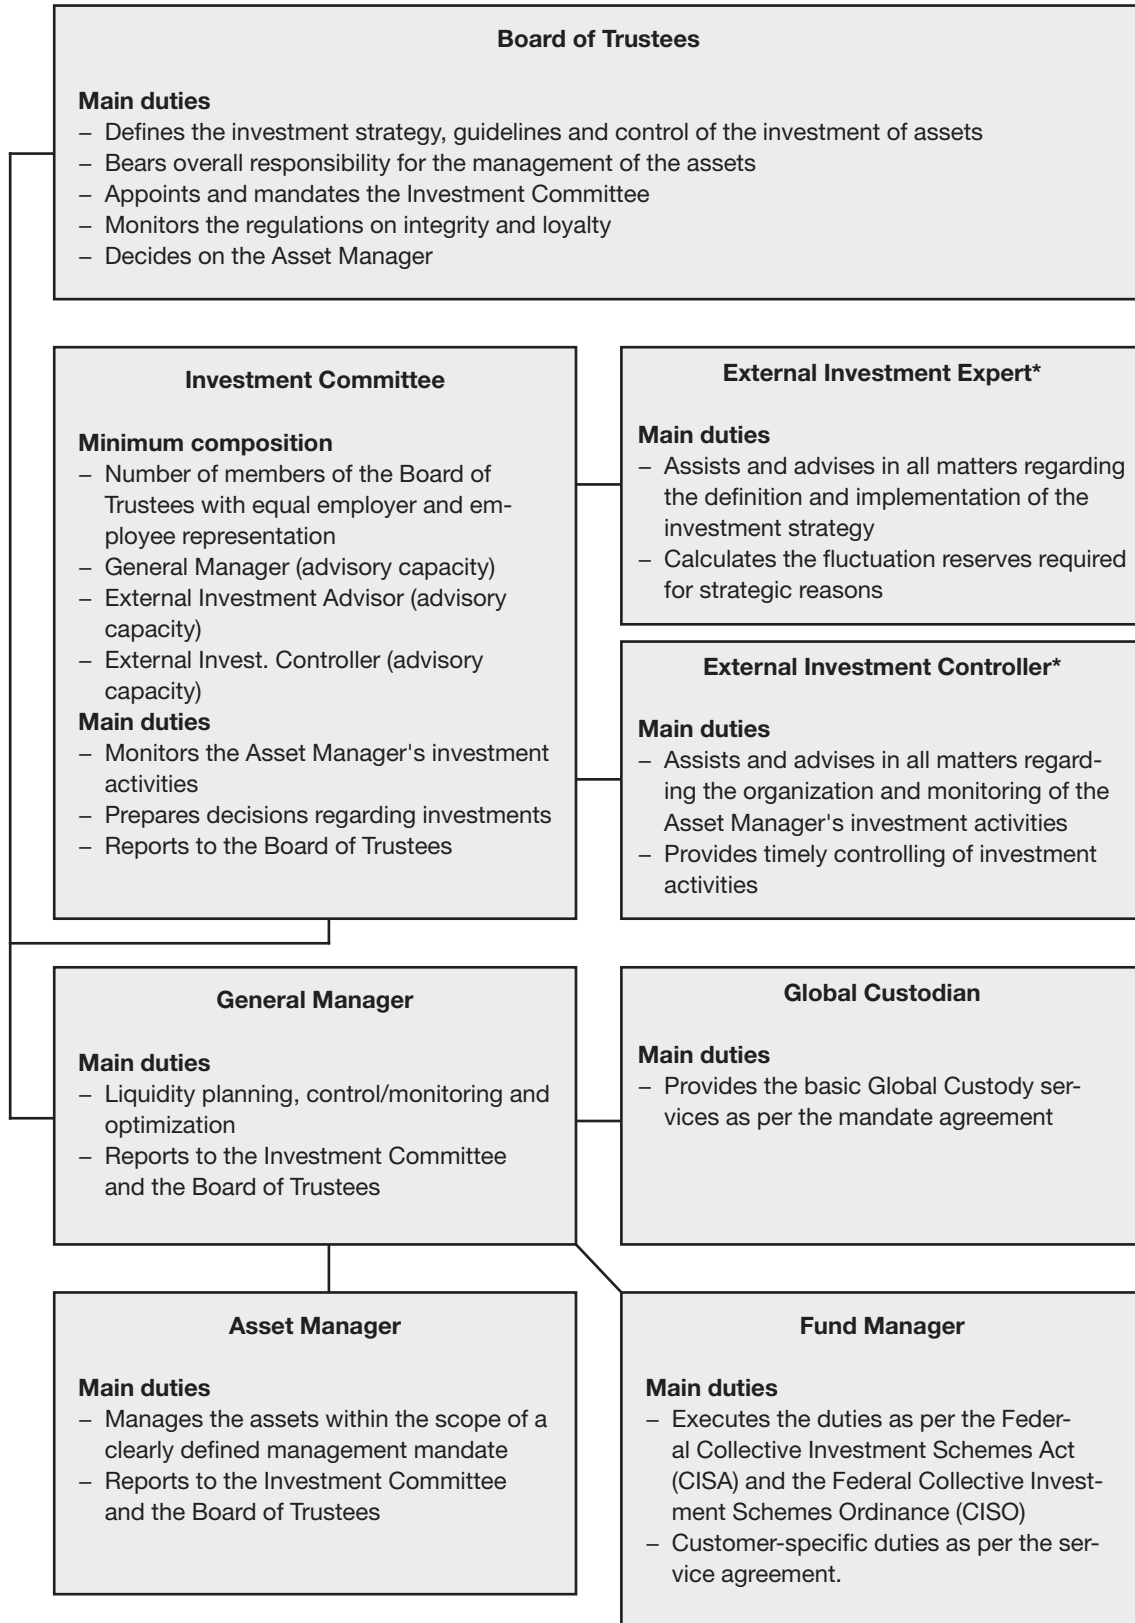 Board of Trustees
Main duties
– Defines the investment strategy, guidelines and control of the investment of assets
– Bears overall responsibility for the management of the assets
– Appoints and mandates the Investment Committee
– Monitors the regulations on integrity and loyalty
– Decides on the Asset Manager
Investment Committee
Minimum composition
– Number of members of the Board of
Trustees with equal employer and em-
ployee representation
– General Manager (advisory capacity)
– External Investment Advisor (advisory
capacity)
– External Invest. Controller (advisory
capacity)
Main duties
– Monitors the Asset Manager's investment
activities
– Prepares decisions regarding investments
– Reports to the Board of Trustees
External Investment Expert*
Main duties
– Assists and advises in all matters regarding
the definition and implementation of the
investment strategy
– Calculates the fluctuation reserves required
for strategic reasons
External Investment Controller*
Main duties
– Assists and advises in all matters regard-
ing the organization and monitoring of the
Asset Manager's investment activities
– Provides timely controlling of investment
activities
General Manager
Main duties
– Liquidity planning, control/monitoring and
optimization
– Reports to the Investment Committee
and the Board of Trustees
Global Custodian
Main duties
– Provides the basic Global Custody ser-
vices as per the mandate agreement
Asset Manager
Main duties
– Manages the assets within the scope of a
clearly defined management mandate
– Reports to the Investment Committee
and the Board of Trustees
Fund Manager
Main duties
– Executes the duties as per the Feder-
al Collective Investment Schemes Act
(CISA) and the Federal Collective Invest-
ment Schemes Ordinance (CISO)
– Customer-specific duties as per the ser-
vice agreement.